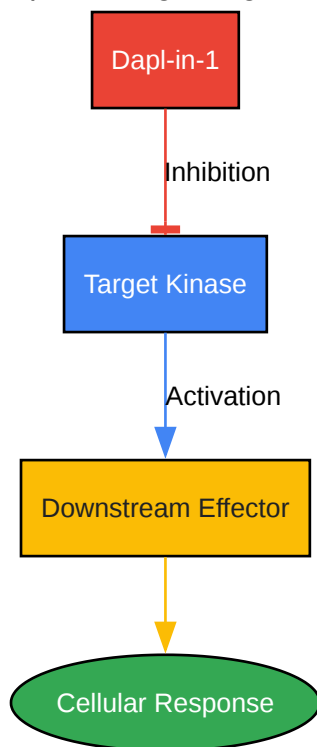 Dapl-in-1
Inhibition
Target Kinase
Activation
Downstream Effector
Cellular Response